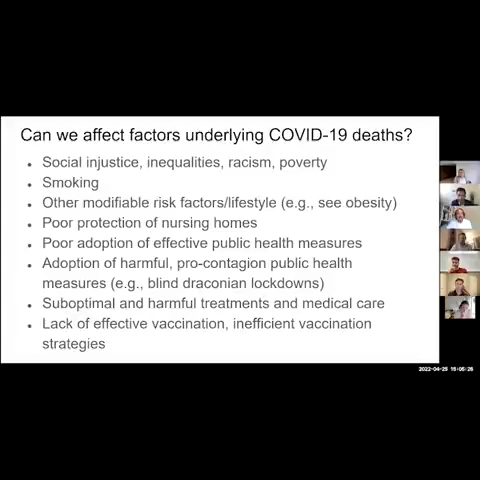 Can we affect factors underlying COVID-19 deaths?
• Social injustice, inequalities, racism, poverty
• Smoking
• Other modifiable risk factors/lifestyle (e.g., see obesity)
• Poor protection of nursing homes
• Poor adoption of effective public health measures
• Adoption of harmful, pro-contagion public health
measures (e.g., blind draconian lockdowns)
• Suboptimal and harmful treatments and medical care
• Lack of effective vaccination, inefficient vaccination
strategies
2022-04-25 15:05:26